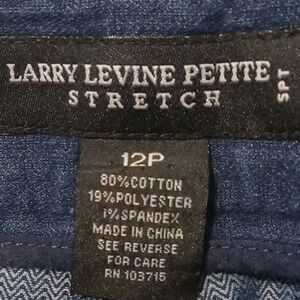 LARRY LEVINE PETITE
STRETCH
SPT
12P
80%COTTON
19%POLYESTER
1%SPANDEX
MADE IN CHINA
SEE REVERSE
FOR CARE
RN 103715